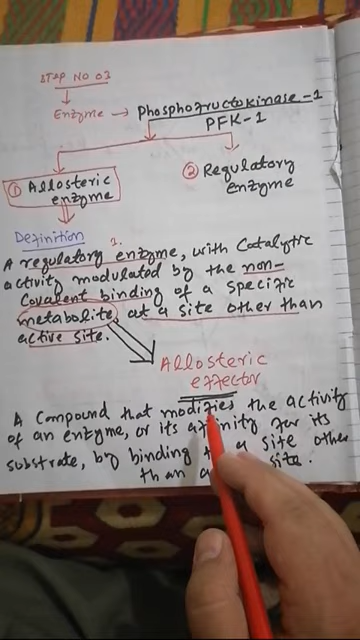 STEP NO 03
Enzyme → Phosphofructokinase-1
PFK-1
① Allosteric
enzyme
② Regulatory
enzyme
Definition
1.
A regulatory enzyme, with Catalytic
activity modulated by the non-
Covalent binding of a specific
metabolite, at a site other than
active site.
Allosteric
effector
A Compound that modifies the activity
of an enzyme, or its affinity for its
substrate, by binding a site other
than site.